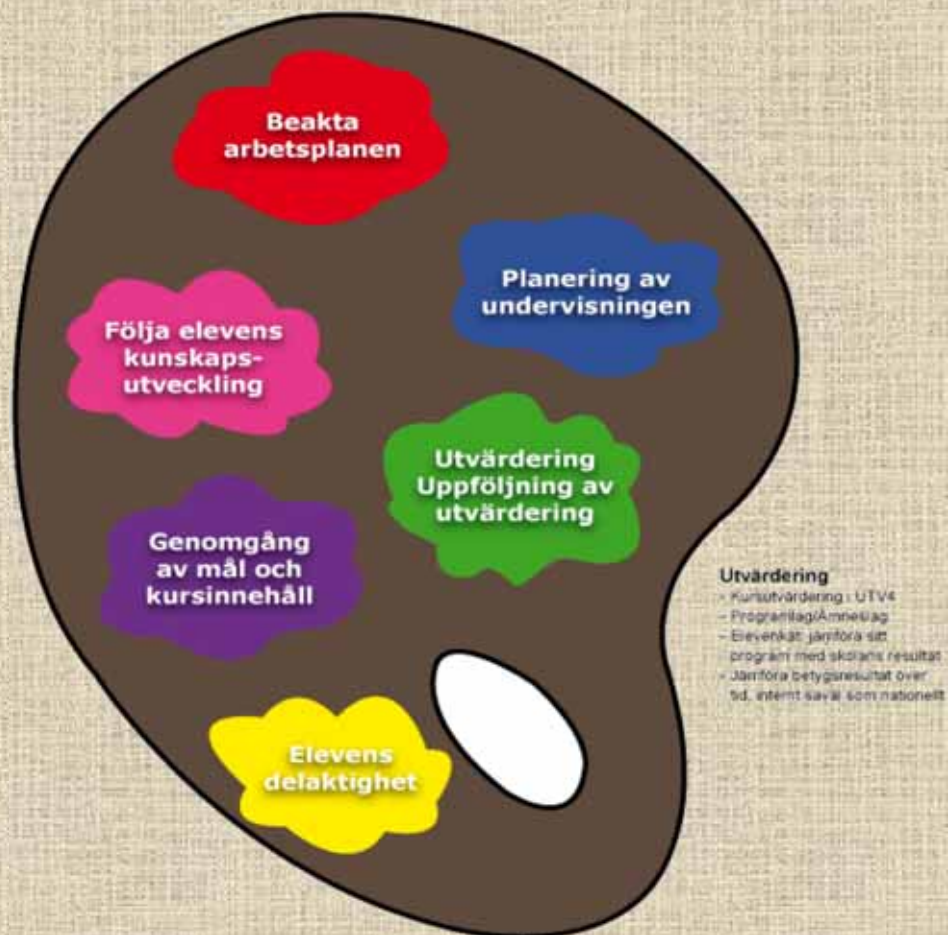 Beakta
arbetsplanen
Planering av
undervisningen
Följa elevens
kunskaps-
utveckling
Utvärdering
Uppföljning av
utvärdering
Genomgång
av mål och
kursinnehåll
Elevens
delaktighet
Utvärdering
- Kursutvärdering i UTV4
- Programlag/Ämneslag
- Elevenkät: jämföra sitt
program med skolans resultat
- Jämföra betygsresultat över
tid, internt såväl som nationellt